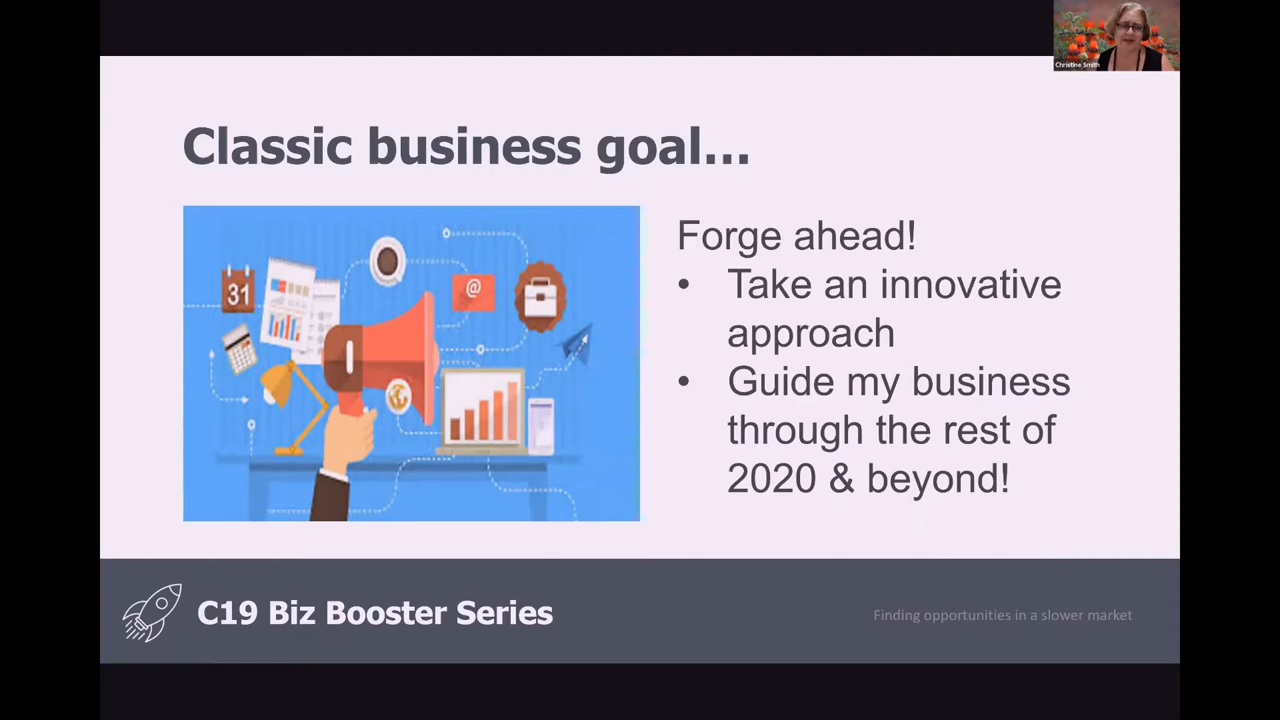 Christine Smith
Classic business goal...
31
@
Forge ahead!
• Take an innovative
approach
• Guide my business
through the rest of
2020 & beyond!
C19 Biz Booster Series
Finding opportunities in a slower market